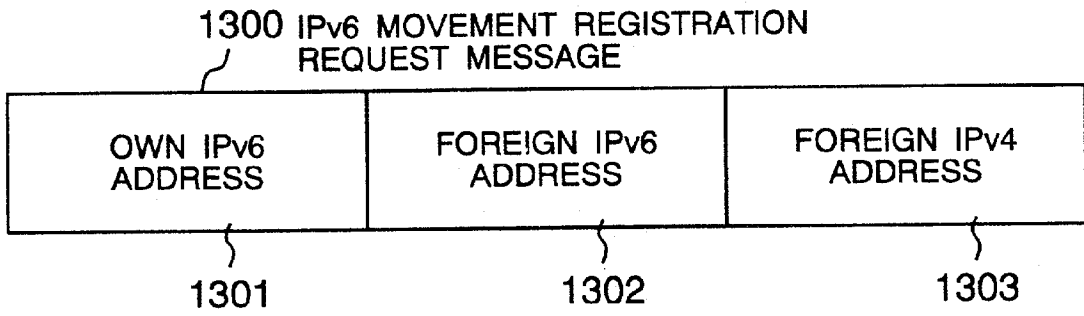 1300 IPv6 MOVEMENT REGISTRATION
REQUEST MESSAGE
OWN IPv6
ADDRESS
FOREIGN IPv6
ADDRESS
FOREIGN IPv4
ADDRESS
1301
1302
1303